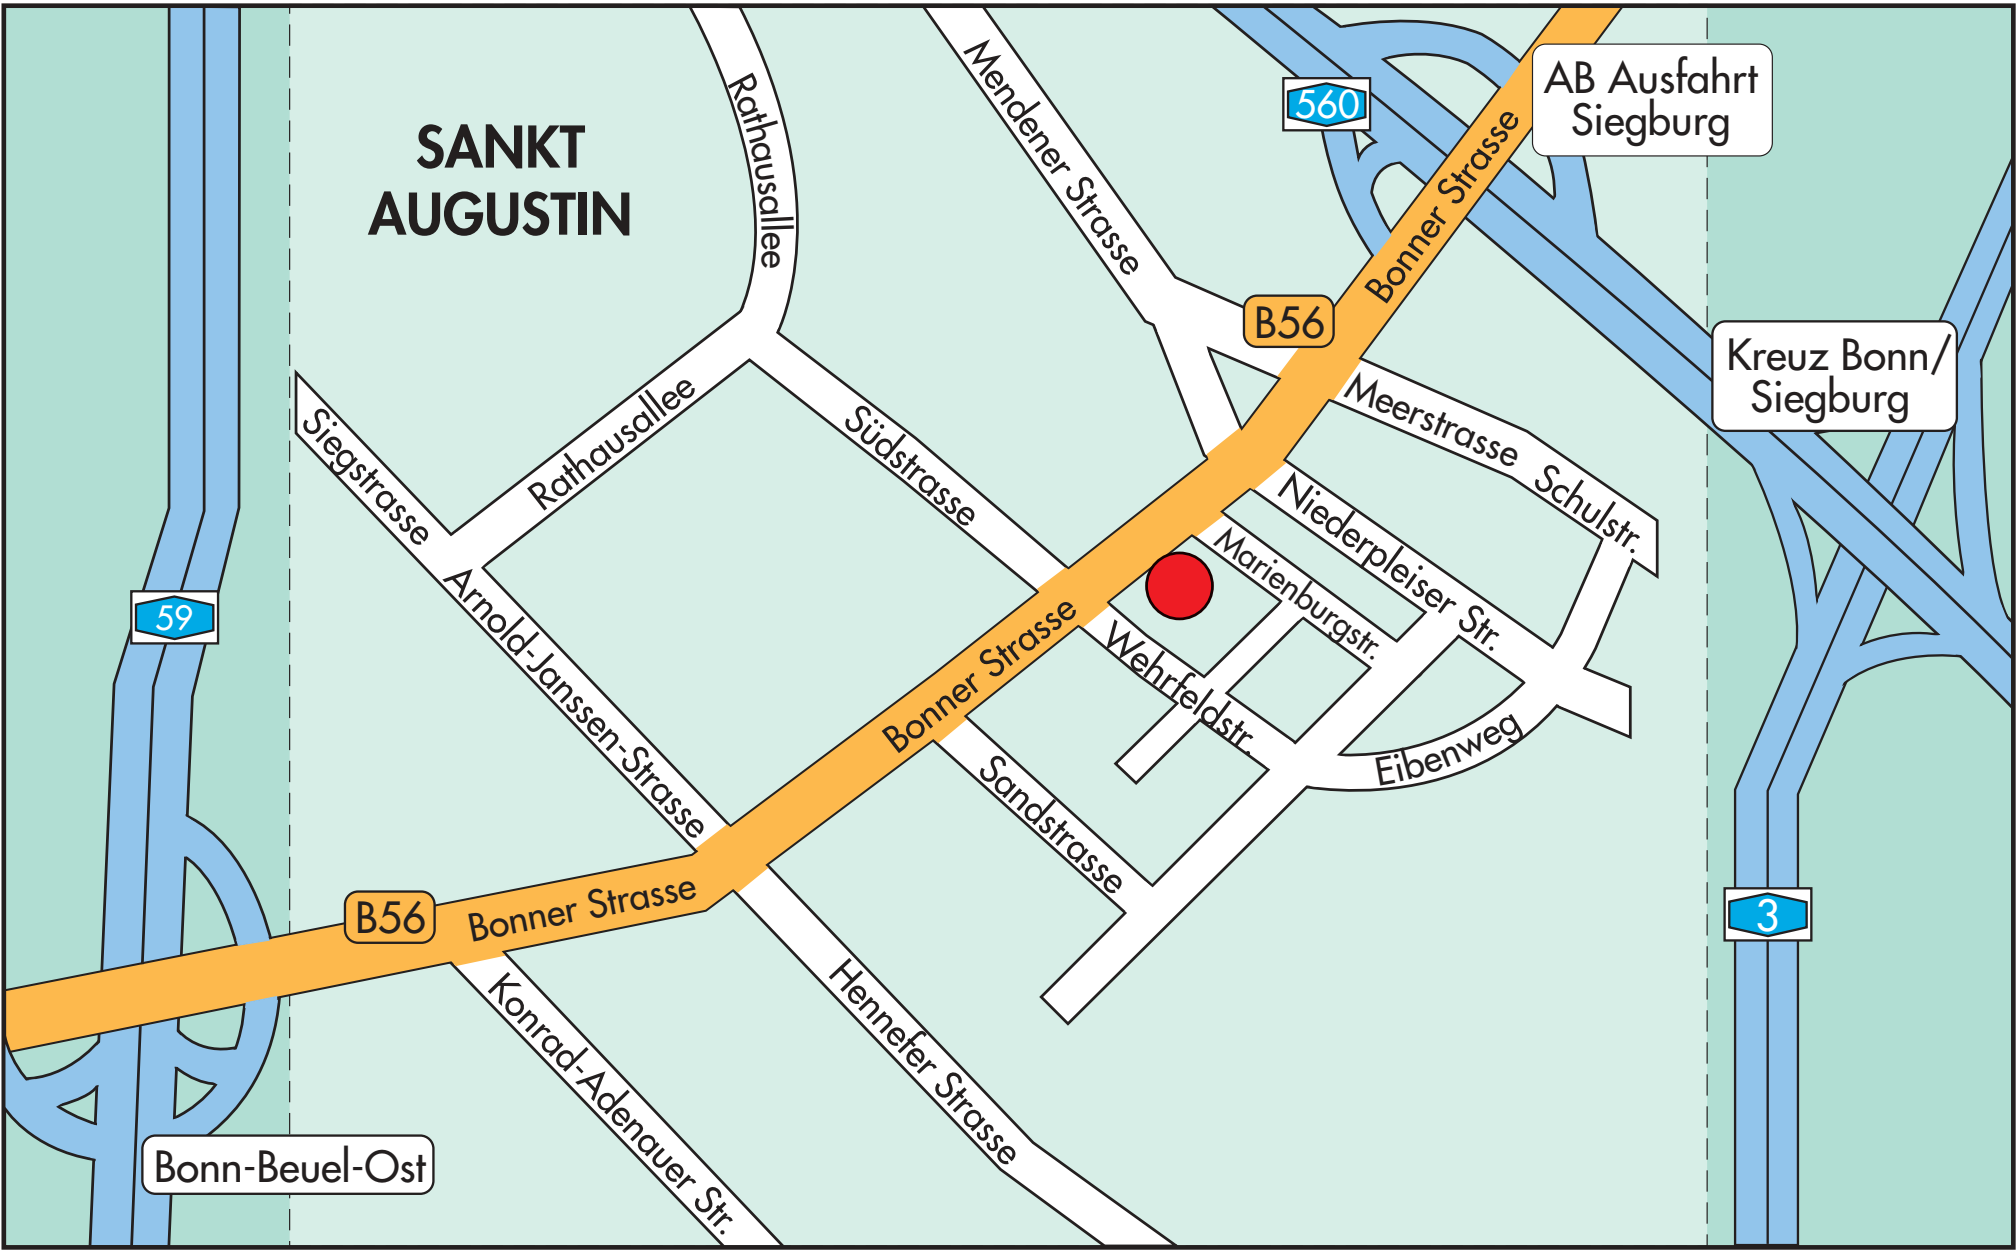 SANKT
AUGUSTIN
Rathausallee
Mendener Strasse
560
AB Ausfahrt
Siegburg
Bonner Strasse
B56
Kreuz Bonn/
Siegburg
Meerstrasse
Schulstr.
Siegstrasse
Rathausallee
Südstrasse
Niederpleiser Str.
Marienburgstr.
59
Arnold-Janssen-Strasse
Bonner Strasse
Wehrfeldstr.
Eibenweg
Sandstrasse
B56
Bonner Strasse
3
Konrad-Adenauer Str.
Hennefer Strasse
Bonn-Beuel-Ost